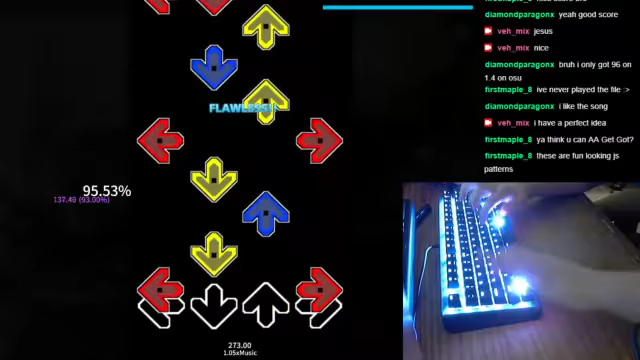 diamondparagonx yeah good score
veh_mix jesus
veh_mix nice
diamondparagonx bruh i only got 96 on
1.4 on osu
firstmaple_8 ive never played the file :>
diamondparagonx i like the song
veh_mix i have a perfect idea
firstmaple_8 ya think u can AA Get Got?
firstmaple_8 these are fun looking js
patterns
FLAWLESS!
95.53%
137.49 (93.00%)
273.00
1.05xMusic